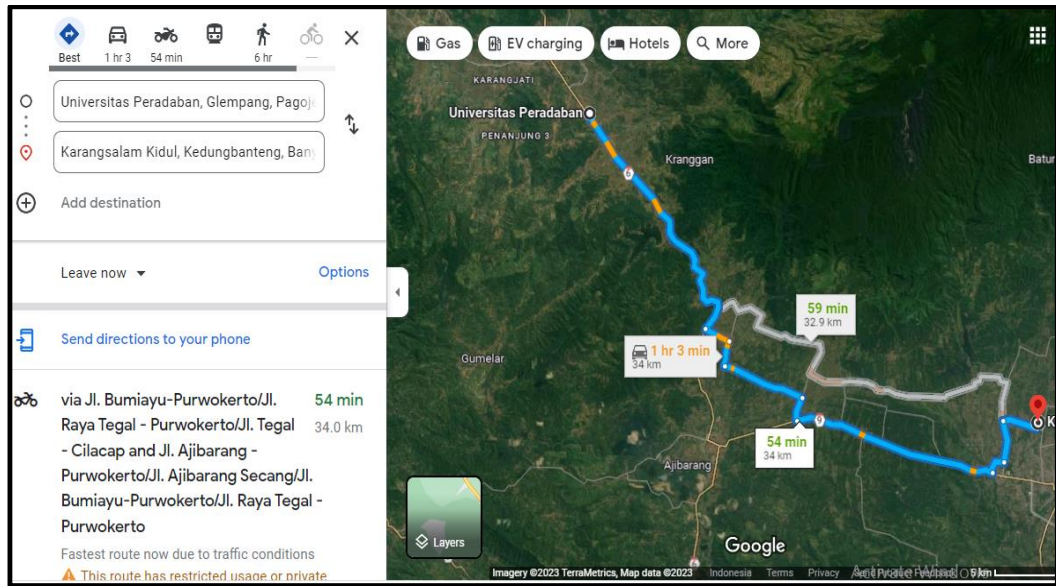 Best
1 hr 3
54 min
6 hr
—
Universitas Peradaban, Glempang, Pagoje
Karangsalam Kidul, Kedungbanteng, Bany
Add destination
Leave now
Options
Send directions to your phone
via Jl. Bumiayu-Purwokerto/Jl.
Raya Tegal - Purwokerto/Jl. Tegal
- Cilacap and Jl. Ajibarang -
Purwokerto/Jl. Ajibarang Secang/Jl.
Bumiayu-Purwokerto/Jl. Raya Tegal -
Purwokerto
54 min
34.0 km
Fastest route now due to traffic conditions
This route has restricted usage or private
Gas
EV charging
Hotels
More
KARANGJATI
Universitas Peradaban
PENANJUNG 3
Kranggan
Batur
6
59 min
32.9 km
1 hr 3 min
34 km
Gumelar
9
54 min
34 km
K
Ajibarang
Layers
Google
Imagery ©2023 TerraMetrics, Map data ©2023
Indonesia
Terms
Privacy
5 km